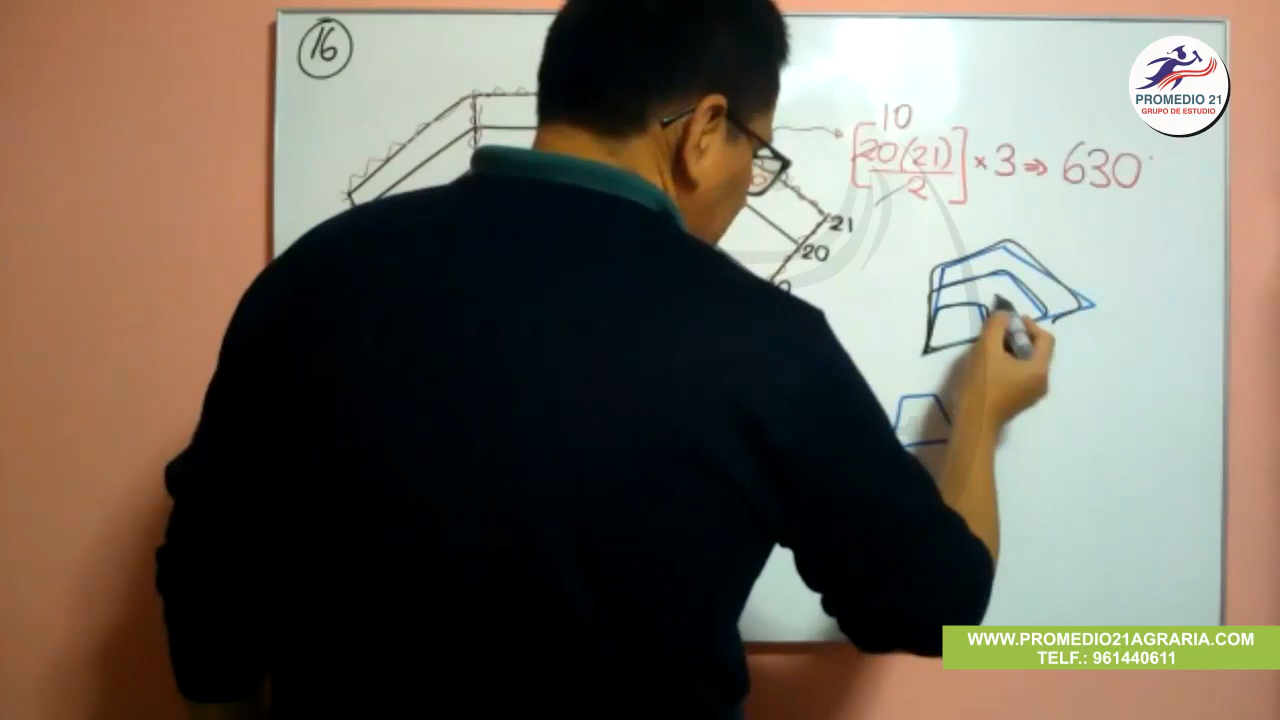 16
PROMEDIO 21
GRUPO DE ESTUDIO
10
[20(21)/2] × 3 ⇒ 630
21
20
WWW.PROMEDIO21AGRARIA.COM
TELF.: 961440611